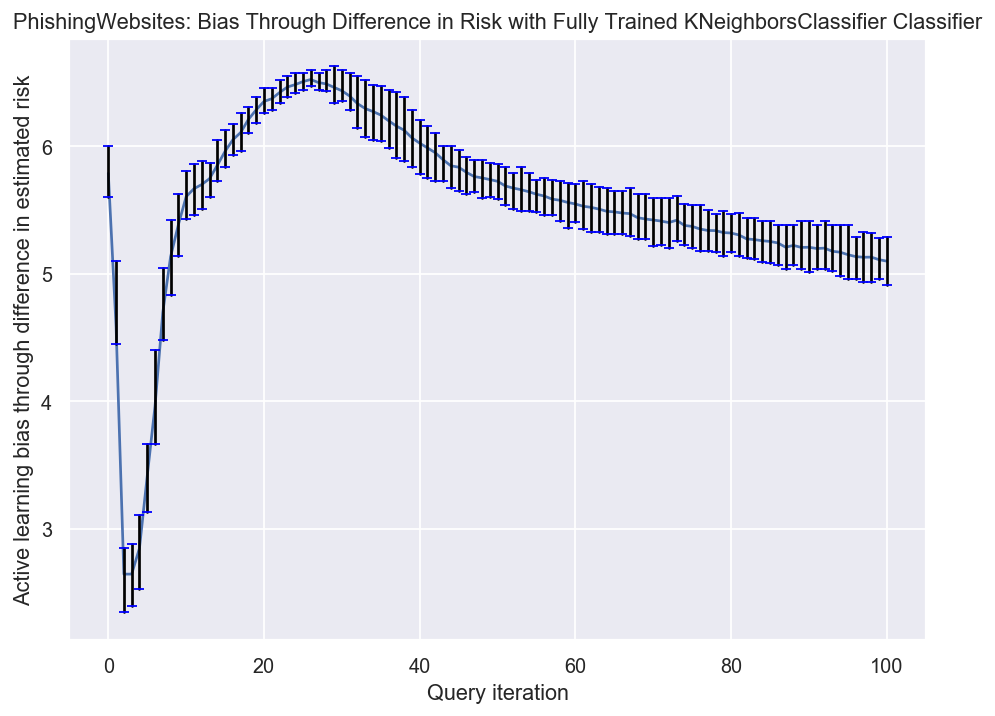 PhishingWebsites: Bias Through Difference in Risk with Fully Trained KNeighborsClassifier Classifier
Active learning bias through difference in estimated risk
6
5
4
3
0 20 40 60 80 100
Query iteration